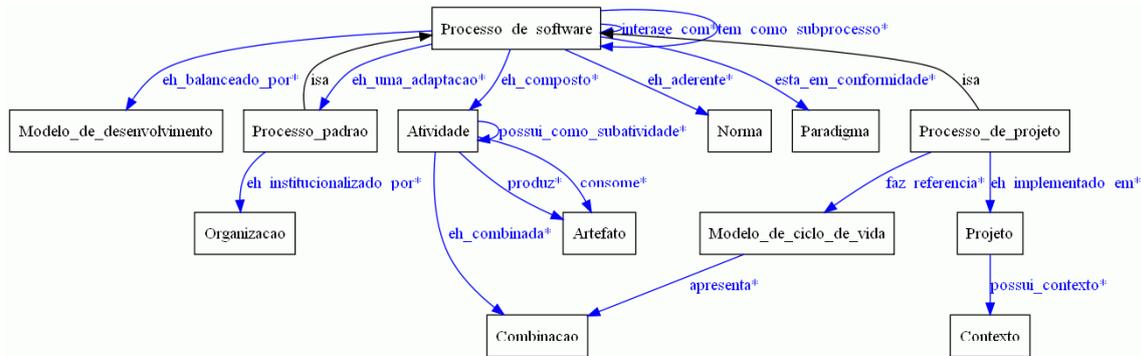 Processo de software
interage_com*
tem como subprocesso*
eh_balanceado_por*
isa
eh_uma_adaptacao*
eh_composto*
eh_aderente*
esta_em_conformidade*
isa
Modelo_de_desenvolvimento
Processo_padrao
Atividade
possui_como_subatividade*
Norma
Paradigma
Processo_de_projeto
eh institucionalizado por*
produz*
consome*
faz referencia*
eh implementado em*
Organizacao
eh_combinada*
Artefato
Modelo_de_ciclo_de_vida
Projeto
apresenta*
possui_contexto*
Combinacao
Contexto